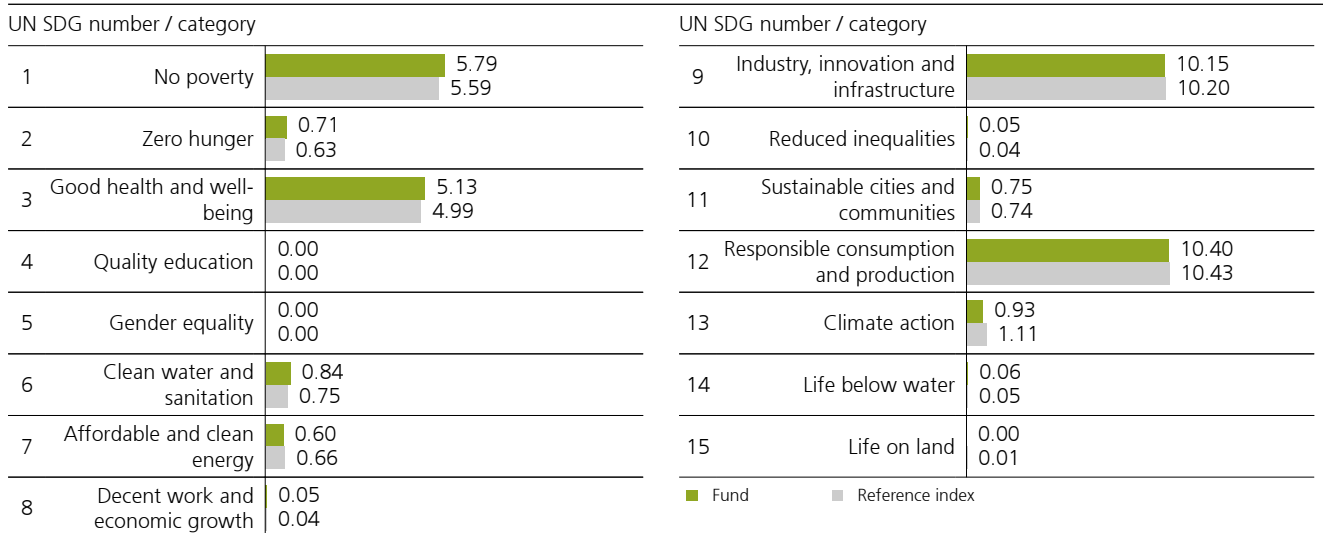 UN SDG number / category
1 No poverty 5.79
5.59
2 Zero hunger 0.71
0.63
3 Good health and well-
being 5.13
4.99
4 Quality education 0.00
0.00
5 Gender equality 0.00
0.00
6 Clean water and
sanitation 0.84
0.75
7 Affordable and clean
energy 0.60
0.66
8 Decent work and
economic growth 0.05
0.04
UN SDG number / category
9 Industry, innovation and
infrastructure 10.15
10.20
10 Reduced inequalities 0.05
0.04
11 Sustainable cities and
communities 0.75
0.74
12 Responsible consumption
and production 10.40
10.43
13 Climate action 0.93
1.11
14 Life below water 0.06
0.05
15 Life on land 0.00
0.01
Fund Reference index